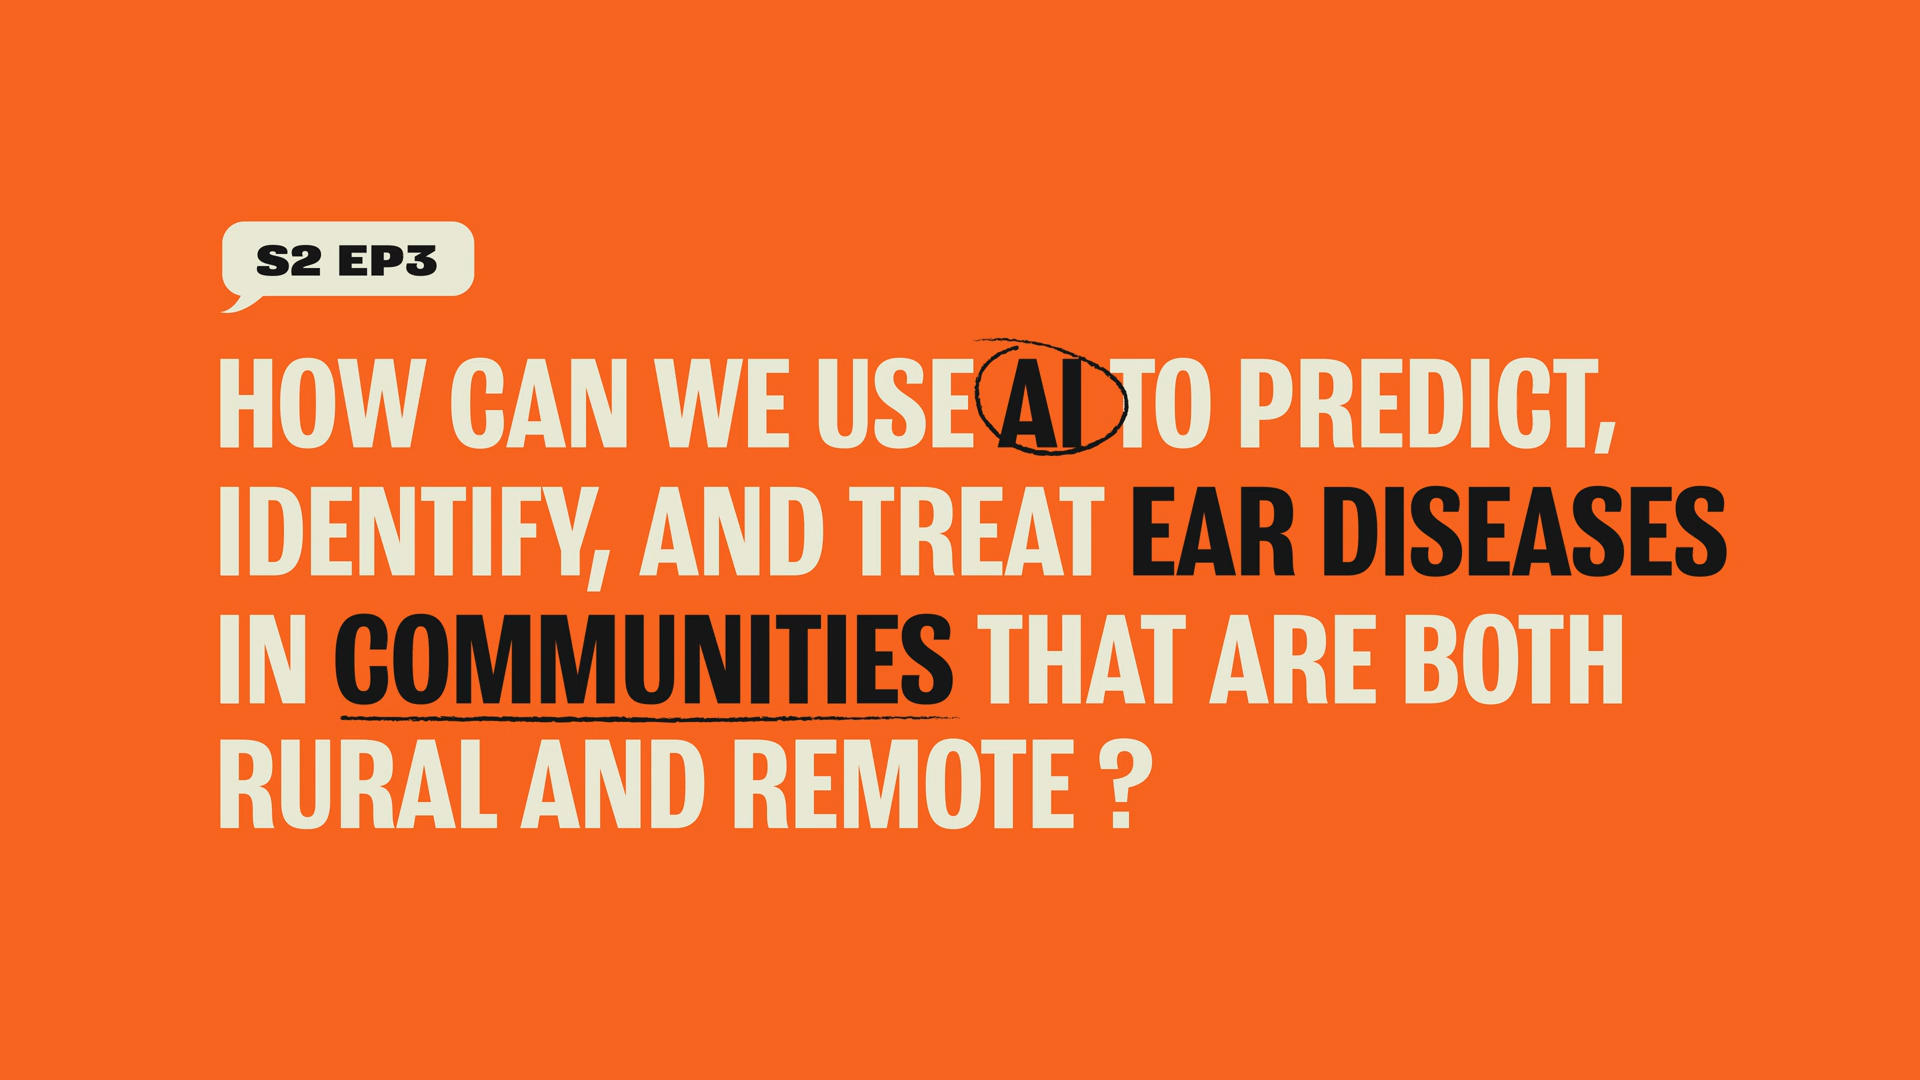 S2 EP3
HOW CAN WE USE AI TO PREDICT,
IDENTIFY, AND TREAT EAR DISEASES
IN COMMUNITIES THAT ARE BOTH
RURAL AND REMOTE ?